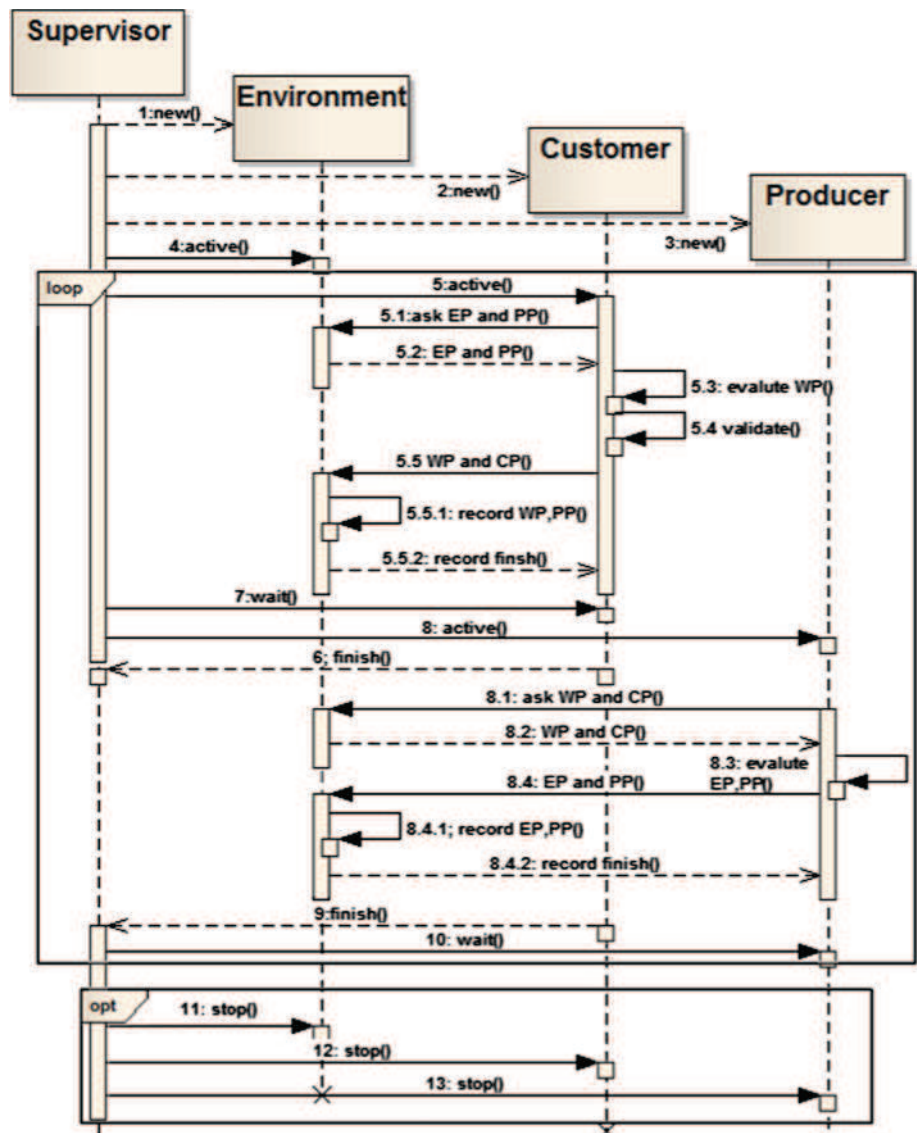 Supervisor
Environment
1:new()
Customer
2:new()
Producer
3:new()
4:active()
loop
5:active()
5.1:ask EP and PP()
5.2: EP and PP()
5.3: evalute WP()
5.4 validate()
5.5 WP and CP()
5.5.1: record WP,PP()
5.5.2: record finsh()
7:wait()
8: active()
6; finish()
8.1: ask WP and CP()
8.2: WP and CP()
8.3: evalute
EP,PP()
8.4: EP and PP()
8.4.1; record EP,PP()
8.4.2: record finish()
9:finish()
10: wait()
opt
11: stop()
12: stop()
13: stop()